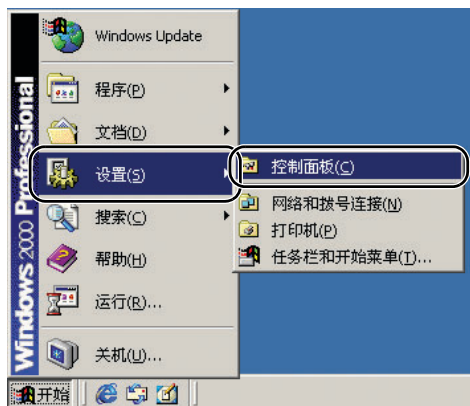 Windows Update
程序(P)
文档(D)
设置(S)
搜索(C)
帮助(H)
运行(R)...
关机(U)...
控制面板(C)
网络和拨号连接(N)
打印机(P)
任务栏和开始菜单(T)...
Windows 2000 Professional
开始